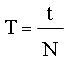 T = t/N